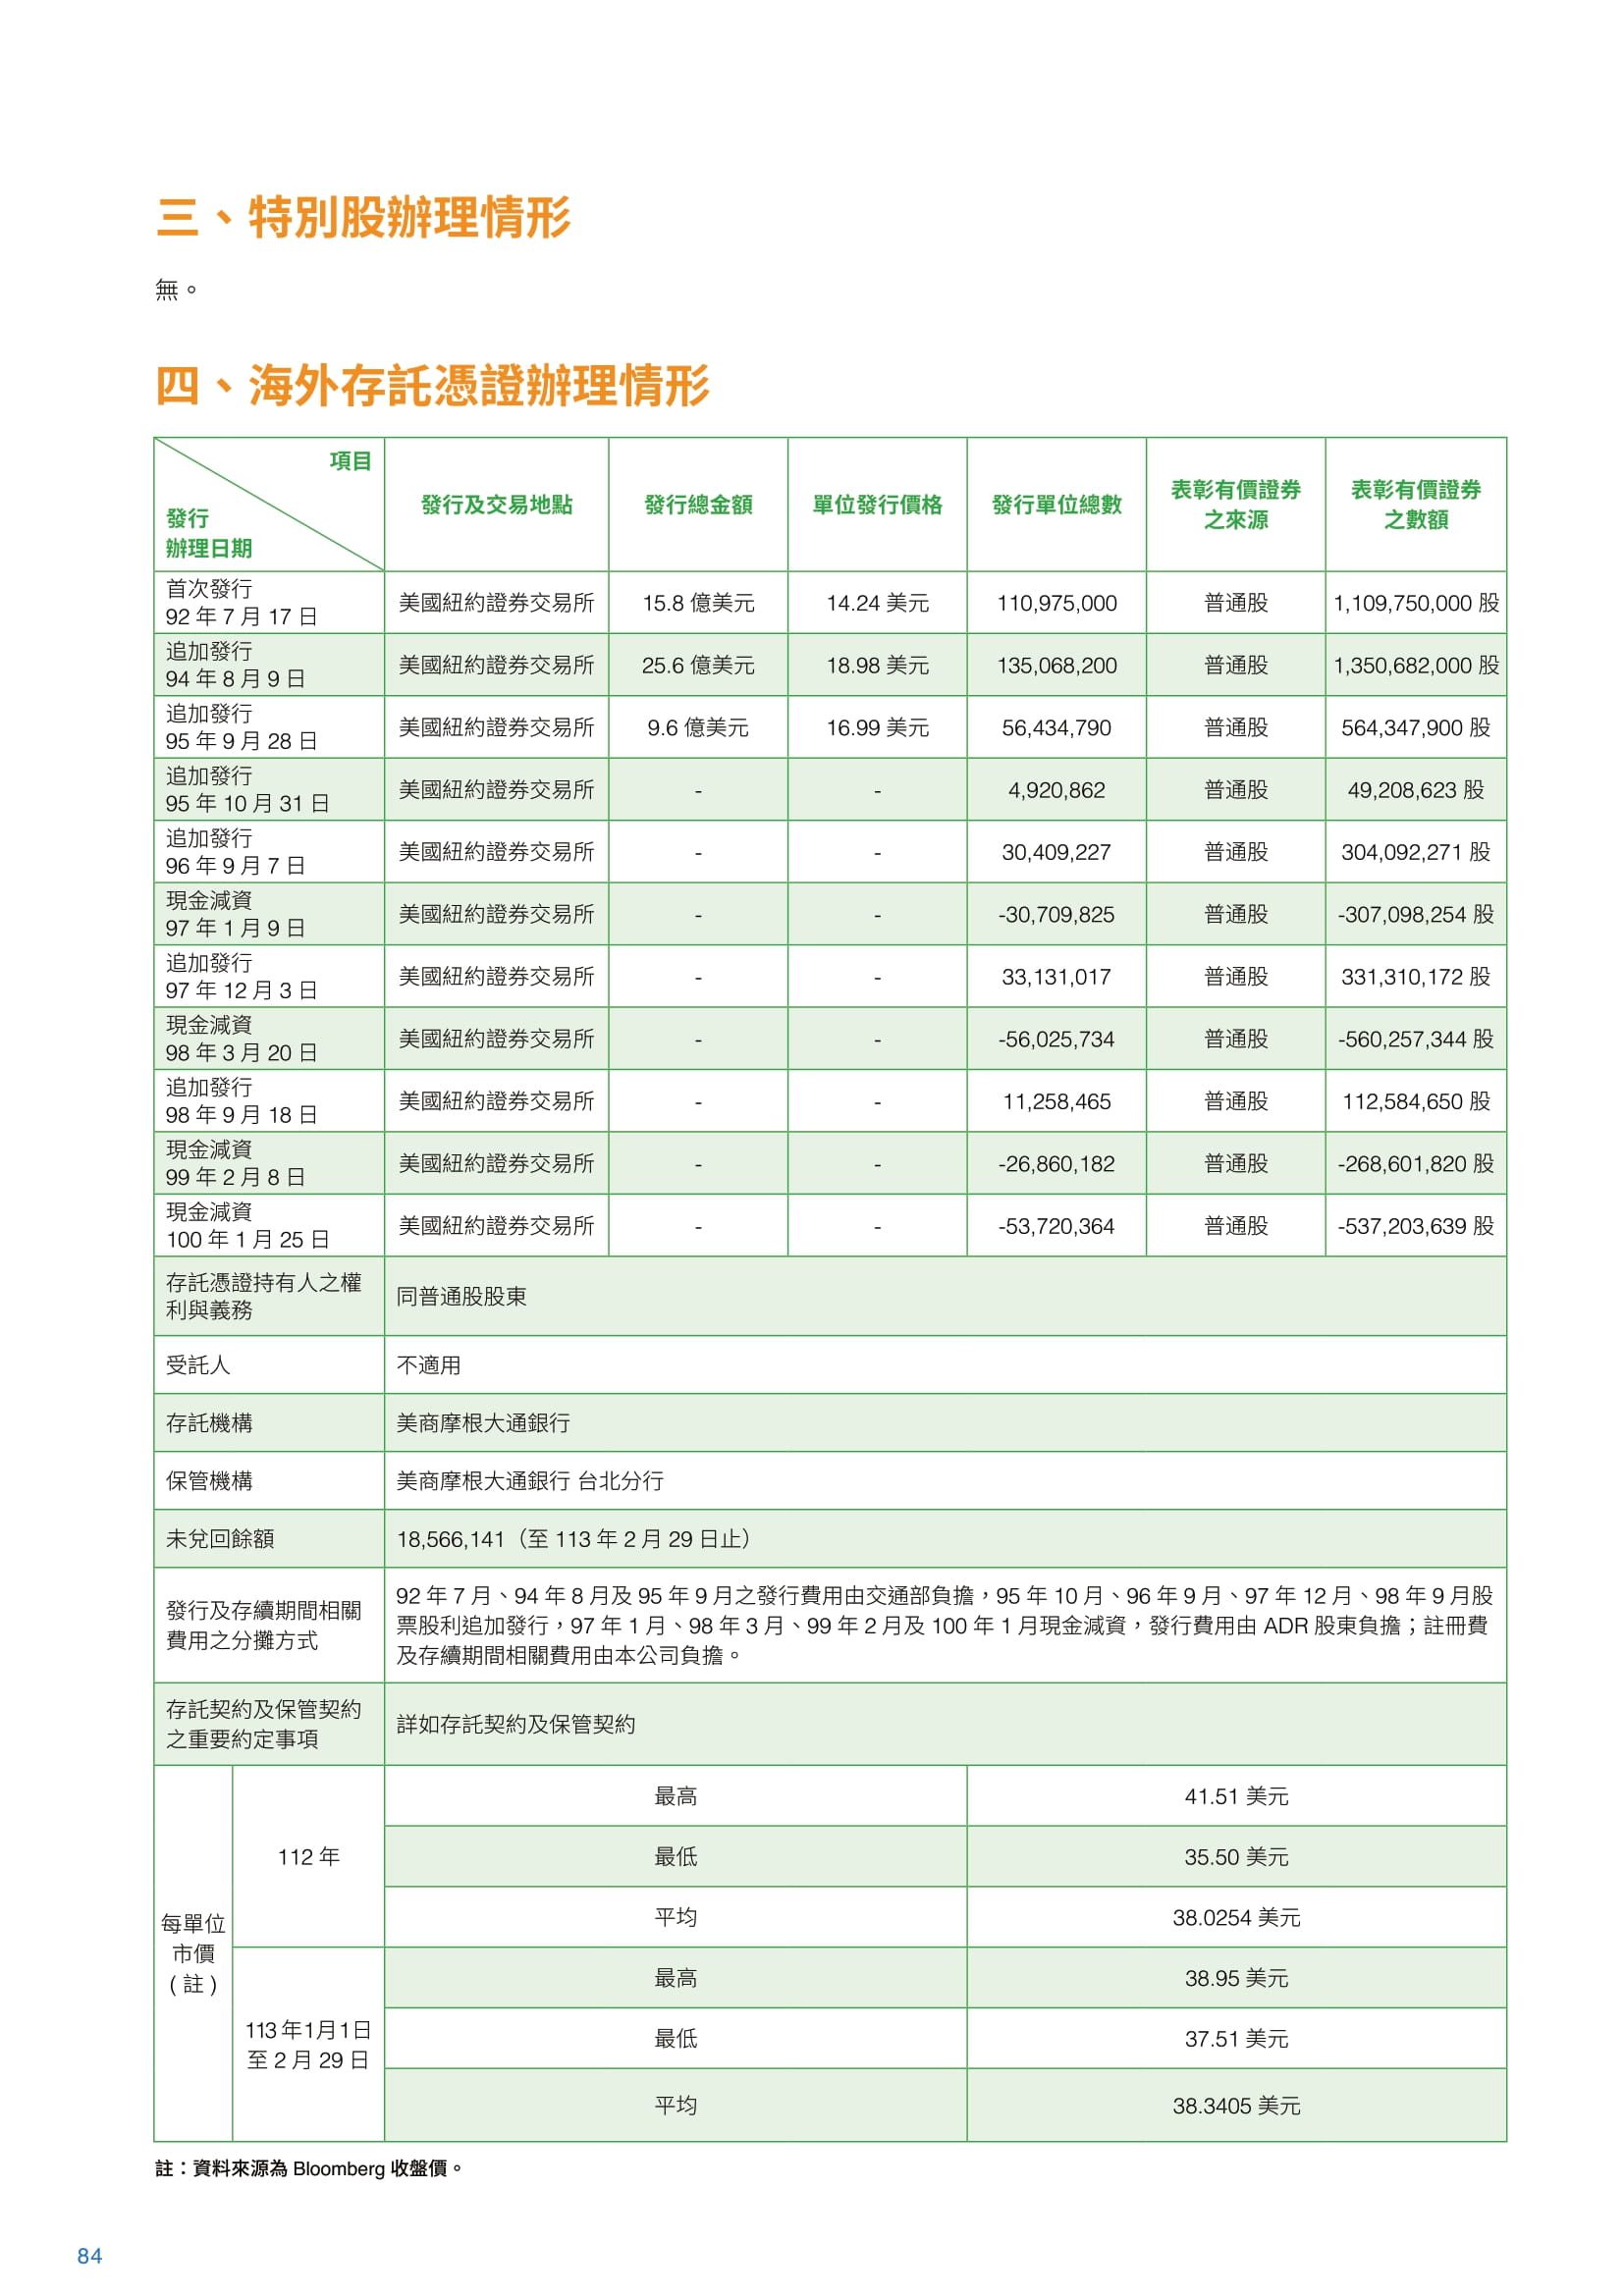 三、特別股辦理情形
無。
四、海外存託憑證辦理情形
項目
發行
辦理日期
發行及交易地點
發行總金額
單位發行價格
發行單位總數
表彰有價證券
之來源
表彰有價證券
之數額
首次發行
92 年 7 月 17 日
美國紐約證券交易所
15.8 億美元
14.24 美元
110,975,000
普通股
1,109,750,000 股
追加發行
94 年 8 月 9 日
美國紐約證券交易所
25.6 億美元
18.98 美元
135,068,200
普通股
1,350,682,000 股
追加發行
95 年 9 月 28 日
美國紐約證券交易所
9.6 億美元
16.99 美元
56,434,790
普通股
564,347,900 股
追加發行
95 年 10 月 31 日
美國紐約證券交易所
-
-
4,920,862
普通股
49,208,623 股
追加發行
96 年 9 月 7 日
美國紐約證券交易所
-
-
30,409,227
普通股
304,092,271 股
現金減資
97 年 1 月 9 日
美國紐約證券交易所
-
-
-30,709,825
普通股
-307,098,254 股
追加發行
97 年 12 月 3 日
美國紐約證券交易所
-
-
33,131,017
普通股
331,310,172 股
現金減資
98 年 3 月 20 日
美國紐約證券交易所
-
-
-56,025,734
普通股
-560,257,344 股
追加發行
98 年 9 月 18 日
美國紐約證券交易所
-
-
11,258,465
普通股
112,584,650 股
現金減資
99 年 2 月 8 日
美國紐約證券交易所
-
-
-26,860,182
普通股
-268,601,820 股
現金減資
100 年 1 月 25 日
美國紐約證券交易所
-
-
-53,720,364
普通股
-537,203,639 股
存託憑證持有人之權
利與義務
同普通股股東
受託人
不適用
存託機構
美商摩根大通銀行
保管機構
美商摩根大通銀行 台北分行
未兌回餘額
18,566,141（至 113 年 2 月 29 日止）
發行及存續期間相關
費用之分攤方式
92 年 7 月、94 年 8 月及 95 年 9 月之發行費用由交通部負擔，95 年 10 月、96 年 9 月、97 年 12 月、98 年 9 月股
票股利追加發行，97 年 1 月、98 年 3 月、99 年 2 月及 100 年 1 月現金減資，發行費用由 ADR 股東負擔；註冊費
及存續期間相關費用由本公司負擔。
存託契約及保管契約
之重要約定事項
詳如存託契約及保管契約
每單位
市價
（註）
112 年
最高
41.51 美元
最低
35.50 美元
平均
38.0254 美元
113 年1月1日
至 2 月 29 日
最高
38.95 美元
最低
37.51 美元
平均
38.3405 美元
註：資料來源為 Bloomberg 收盤價。
84